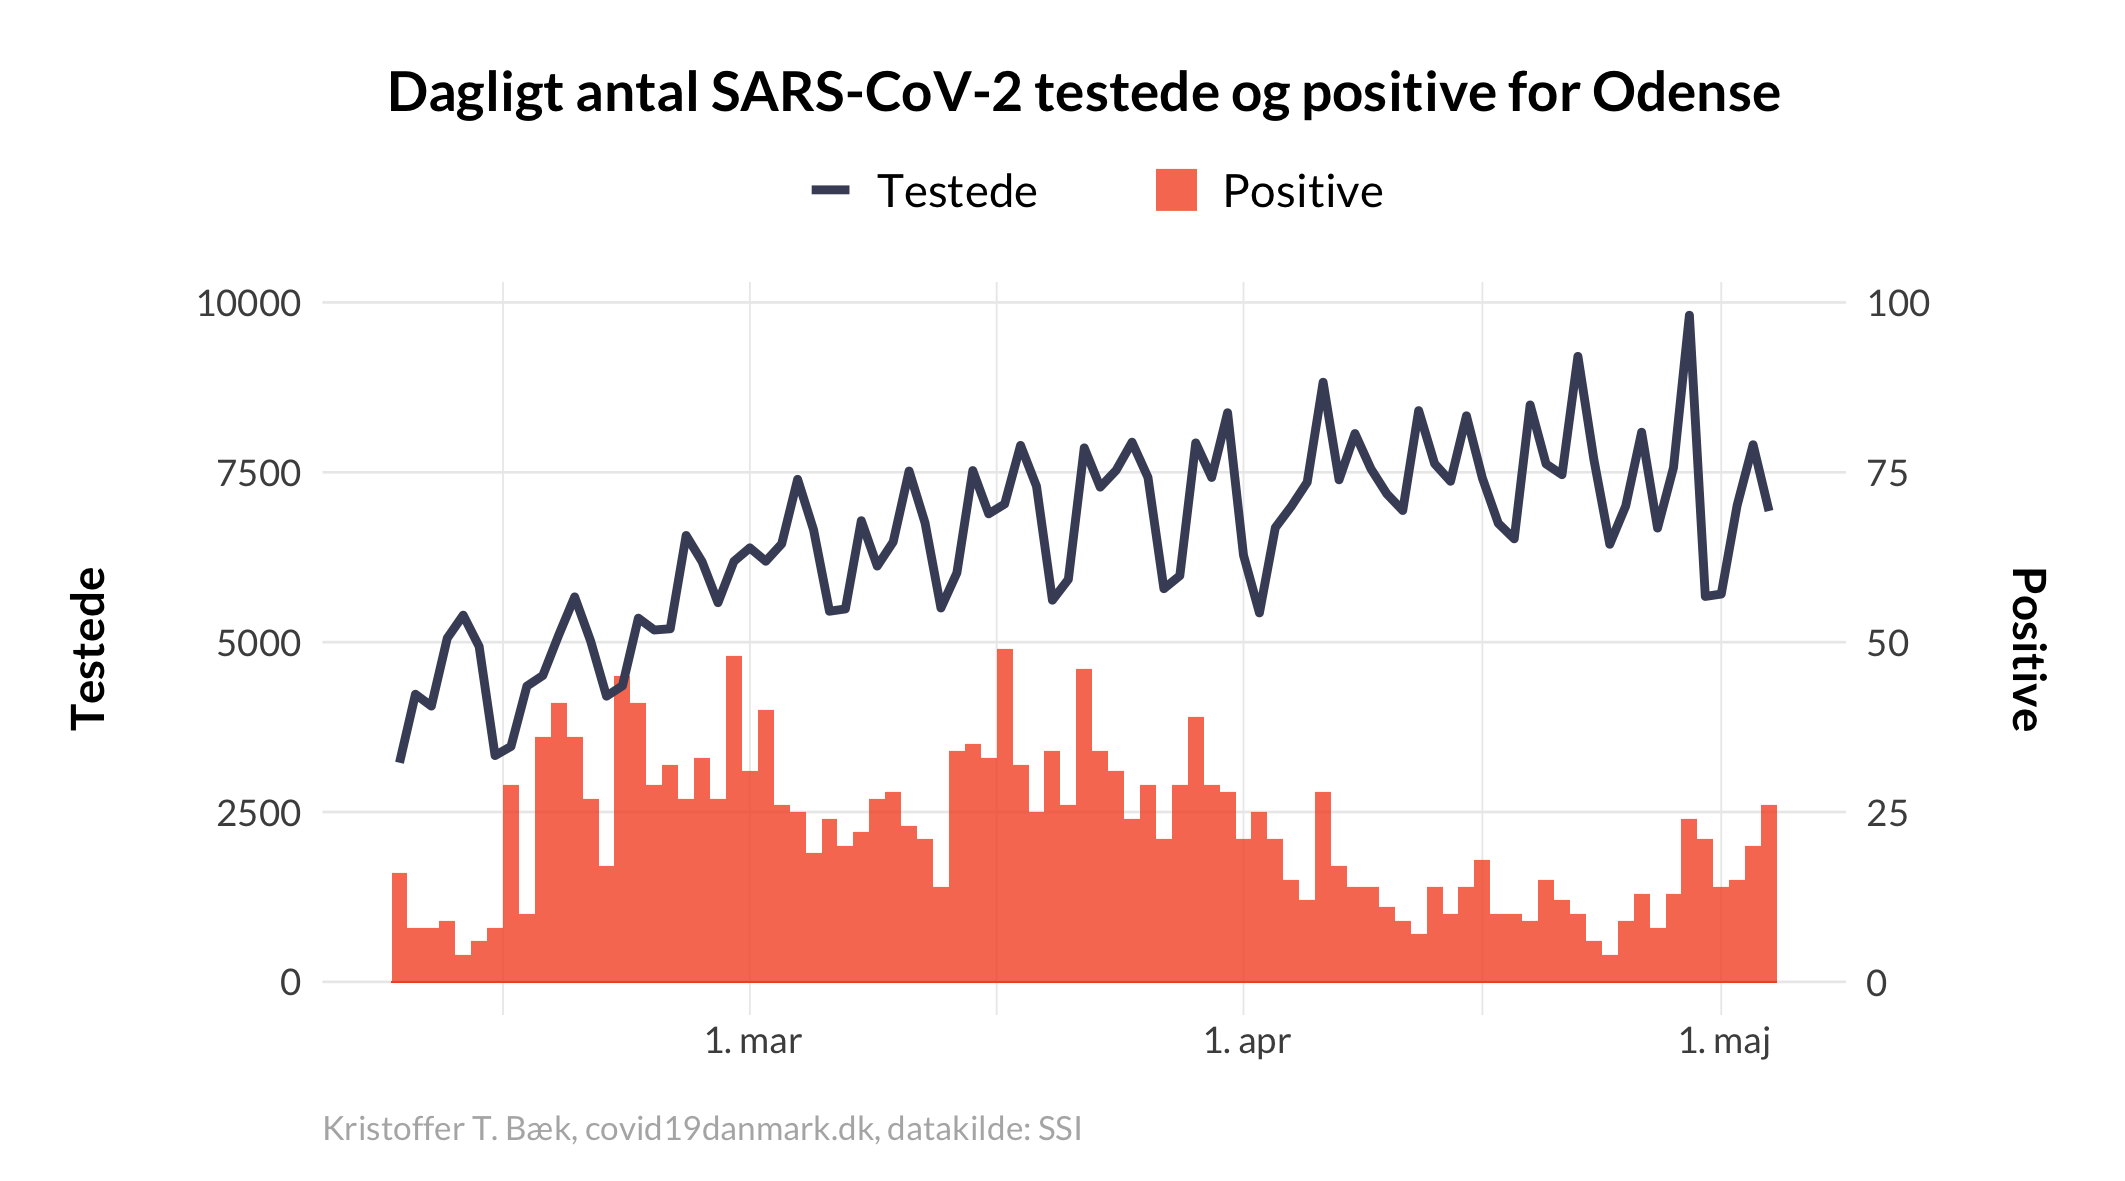 Dagligt antal SARS-CoV-2 testede og positive for Odense
Testede Positive
10000 100
7500 75
5000 50
2500 25
0 0
Testede
Positive
1. mar 1. apr 1. maj
Kristoffer T. Bæk, covid19danmark.dk, datakilde: SSI